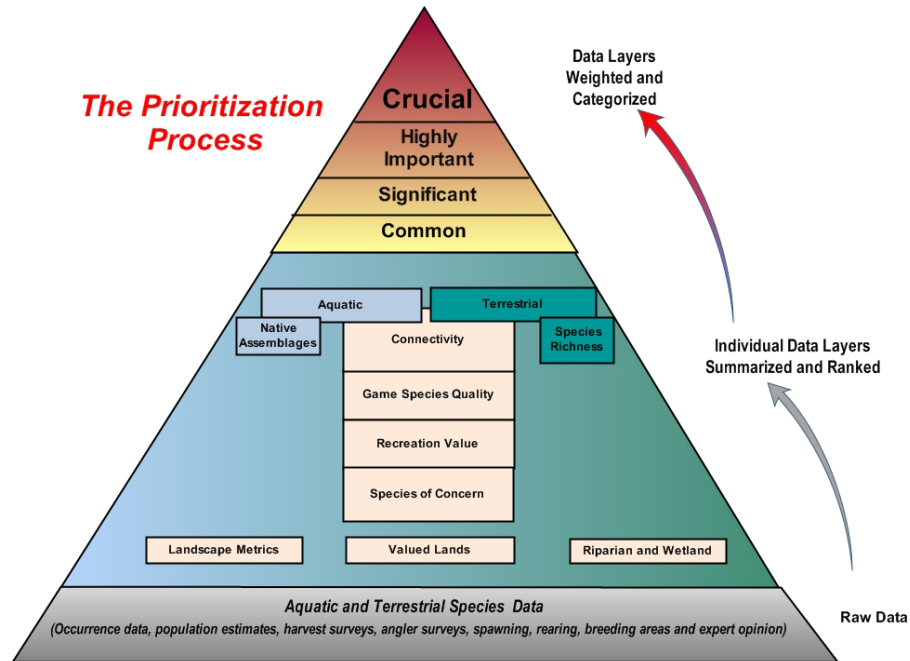 The Prioritization
Process
Crucial
Highly
Important
Significant
Common
Data Layers
Weighted and
Categorized
Aquatic
Terrestrial
Native
Assemblages
Species
Richness
Connectivity
Game Species Quality
Recreation Value
Species of Concern
Landscape Metrics
Valued Lands
Riparian and Wetland
Individual Data Layers
Summarized and Ranked
Aquatic and Terrestrial Species Data
(Occurrence data, population estimates, harvest surveys, angler surveys, spawning, rearing, breeding areas and expert opinion)
Raw Data